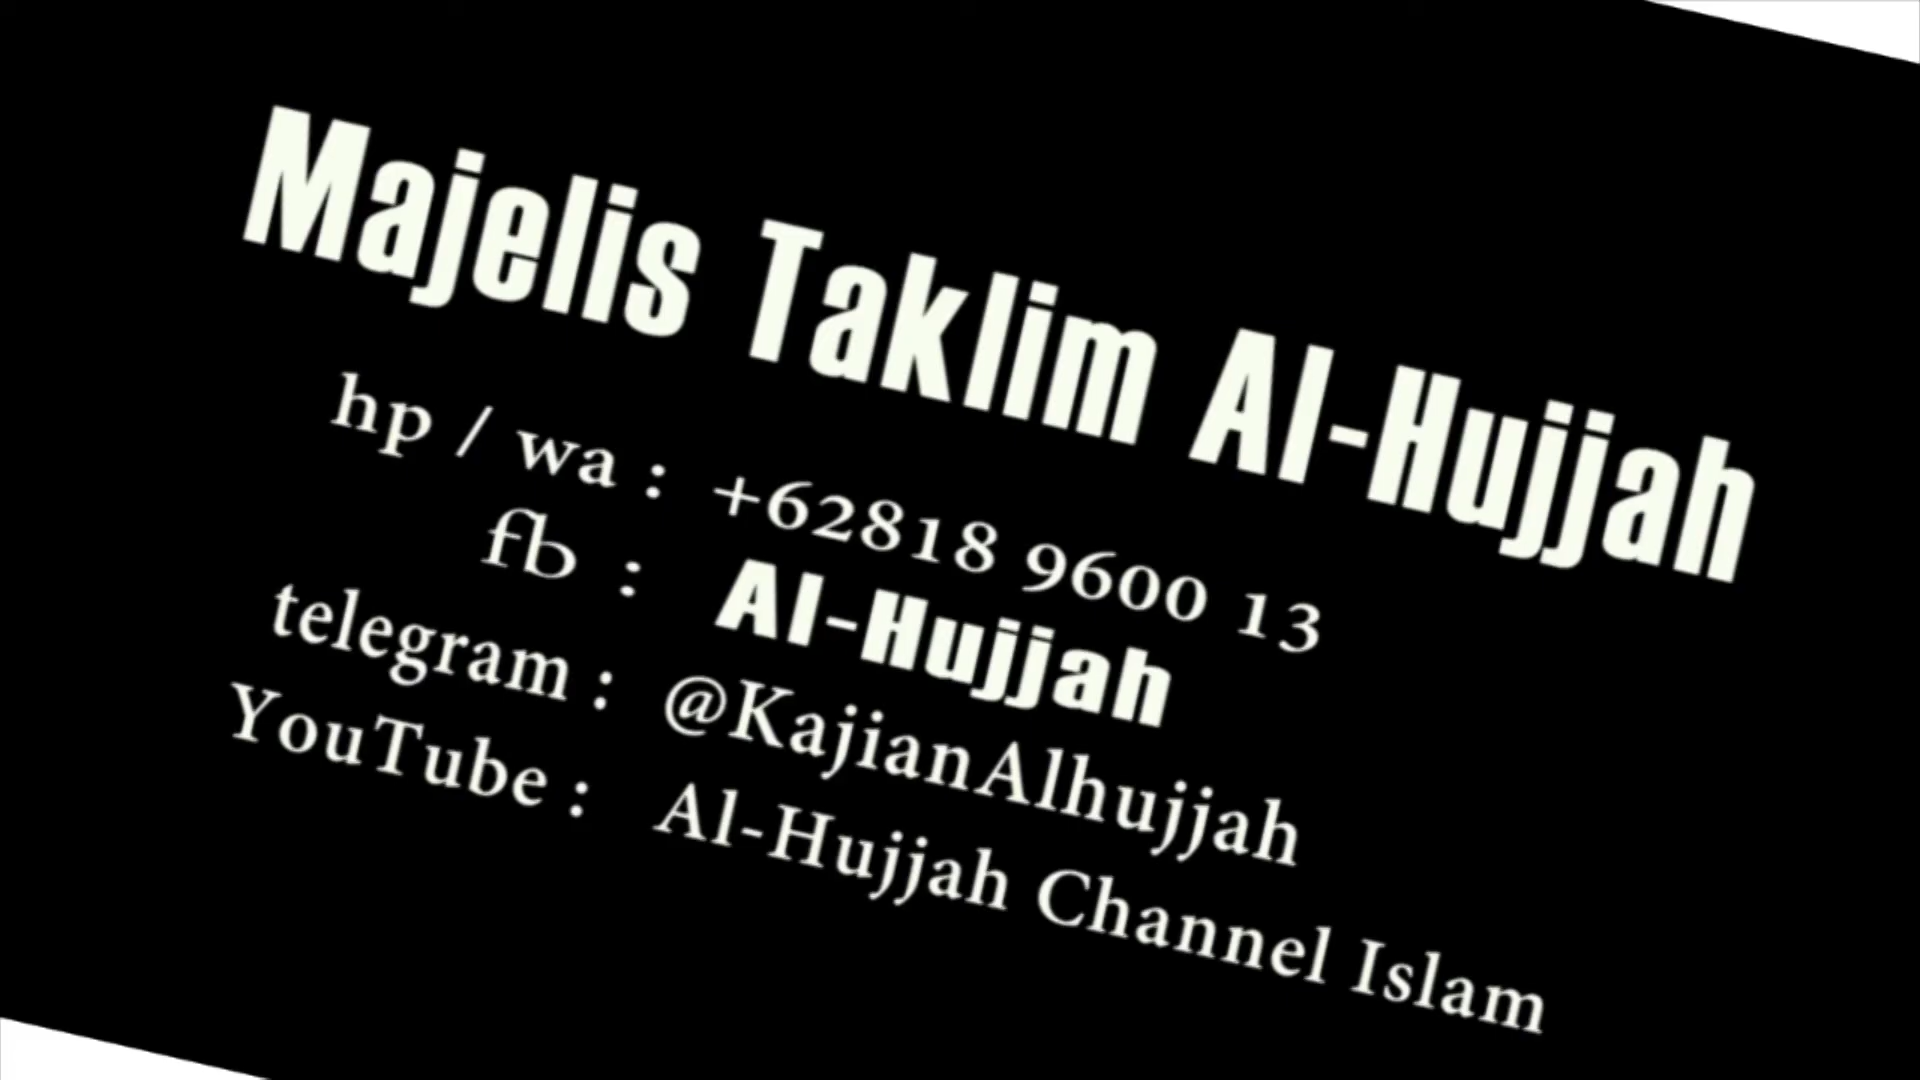 Majelis Taklim Al-Hujjah
hp / wa : +62818 9600 13
fb : Al-Hujjah
telegram : @KajianAlhujjah
YouTube : Al-Hujjah Channel Islam